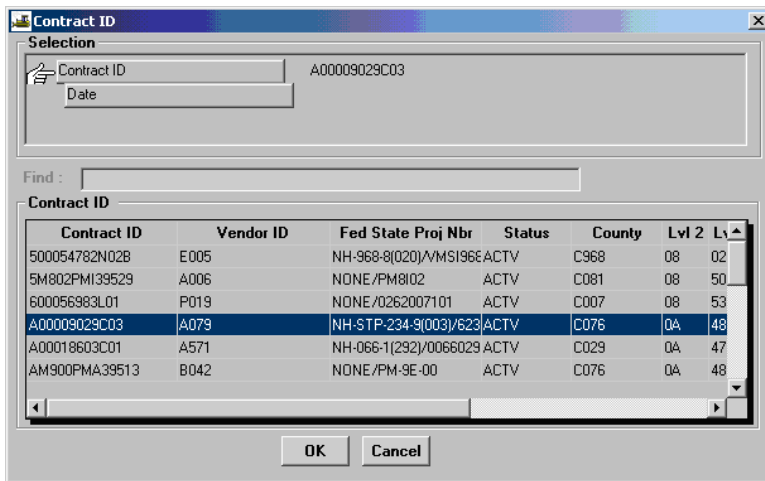 Contract ID
Selection
Contract ID A00009029C03
Date
Find :
Contract ID
Contract ID Vendor ID Fed State Proj Nbr Status County Lvl 2 Lv
500054782N02B E005 NH-968-8(020)/VMSI968 ACTV C968 08 02
5M802PMI39529 A006 NONE/PM8I02 ACTV C081 08 50
600056983L01 P019 NONE/0262007101 ACTV C007 08 53
A00009029C03 A079 NH-STP-234-9(003)/623 ACTV C076 0A 48
A00018603C01 A571 NH-066-1(292)/0066029 ACTV C029 0A 47
AM900PMA39513 B042 NONE/PM-9E-00 ACTV C076 0A 48
OK Cancel